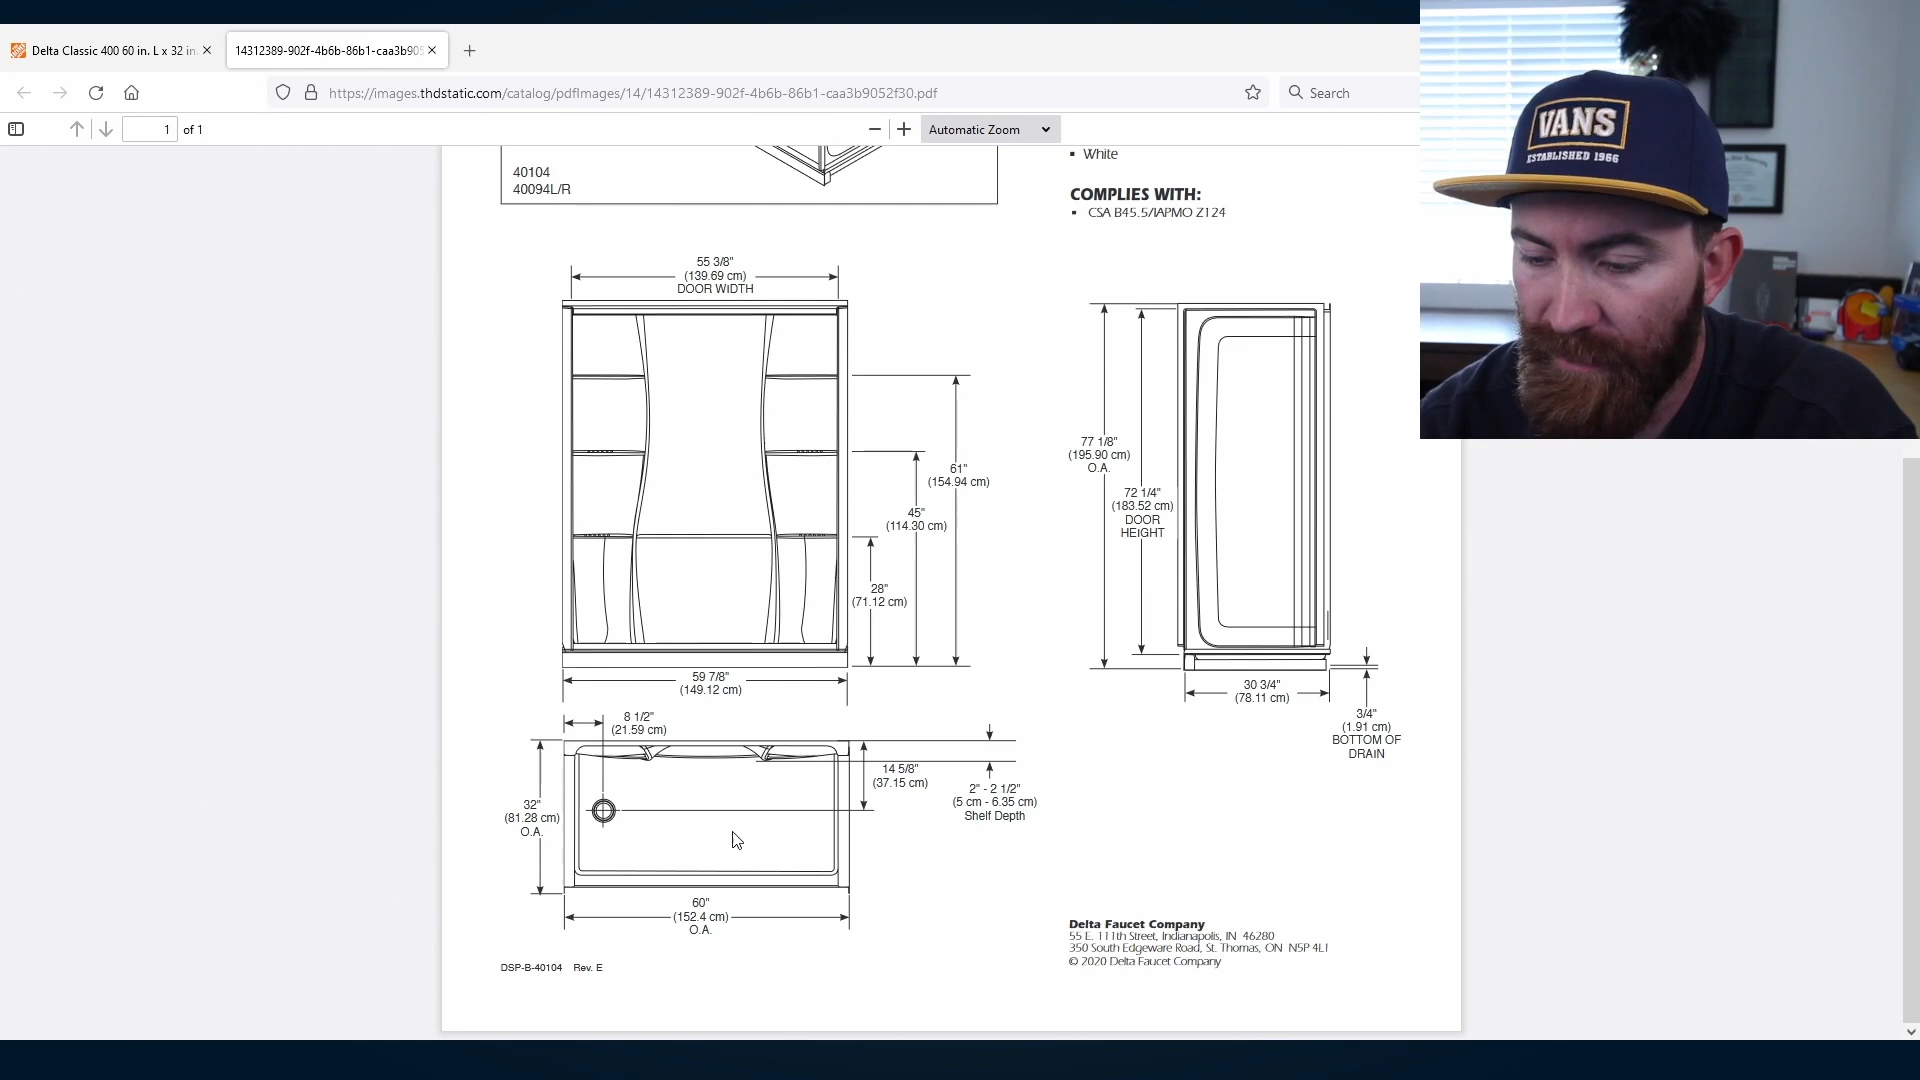 Delta Classic 400 60 in. L x 32 in.
14312389-902f-4b6b-86b1-caa3b905
https://images.thdstatic.com/catalog/pdfImages/14/14312389-902f-4b6b-86b1-caa3b9052f30.pdf
Search
1 of 1
Automatic Zoom
VANS
ESTABLISHED 1966
40104
40094L/R
▪ White
COMPLIES WITH:
▪ CSA B45.5/IAPMO Z124
55 3/8"
(139.69 cm)
DOOR WIDTH
61"
(154.94 cm)
45"
(114.30 cm)
28"
(71.12 cm)
59 7/8"
(149.12 cm)
77 1/8"
(195.90 cm)
O.A.
72 1/4"
(183.52 cm)
DOOR
HEIGHT
30 3/4"
(78.11 cm)
3/4"
(1.91 cm)
BOTTOM OF
DRAIN
8 1/2"
(21.59 cm)
14 5/8"
(37.15 cm)
2" - 2 1/2"
(5 cm - 6.35 cm)
Shelf Depth
32"
(81.28 cm)
O.A.
60"
(152.4 cm)
O.A.
Delta Faucet Company
55 E. 111th Street, Indianapolis, IN 46280
350 South Edgeware Road, St. Thomas, ON N5P 4L1
© 2020 Delta Faucet Company
DSP-B-40104 Rev. E